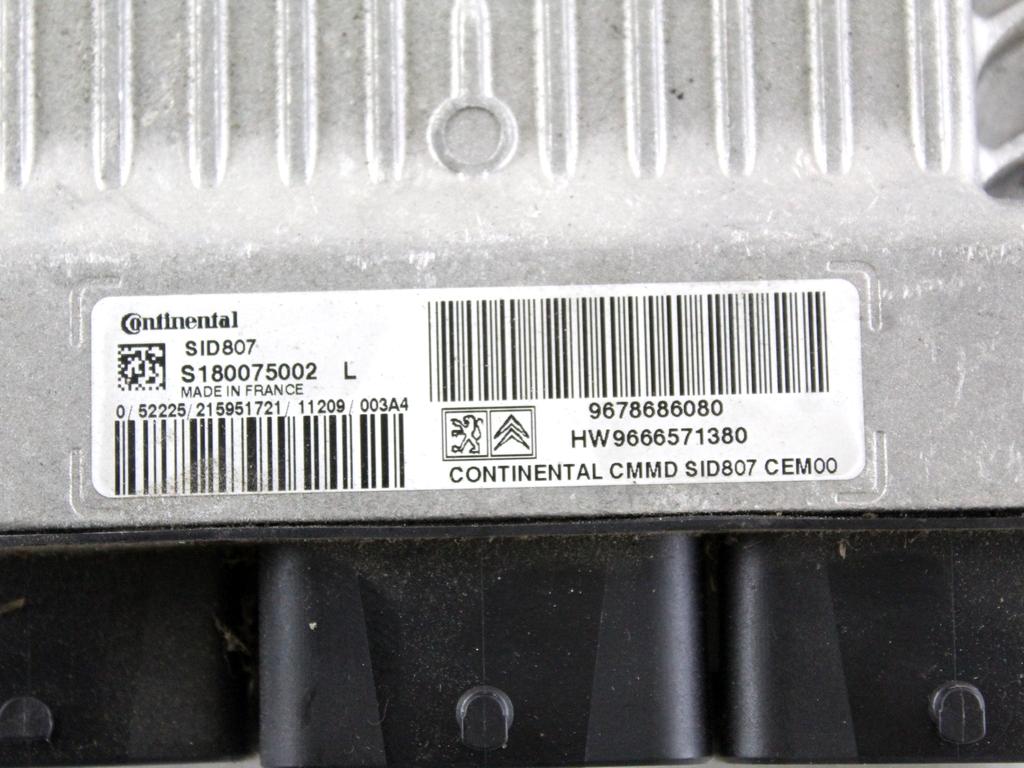 Continental
SID807
S180075002 L
MADE IN FRANCE
0/52225/215951721/11209/003A4
9678686080
HW9666571380
CONTINENTAL CMMD SID807 CEM00